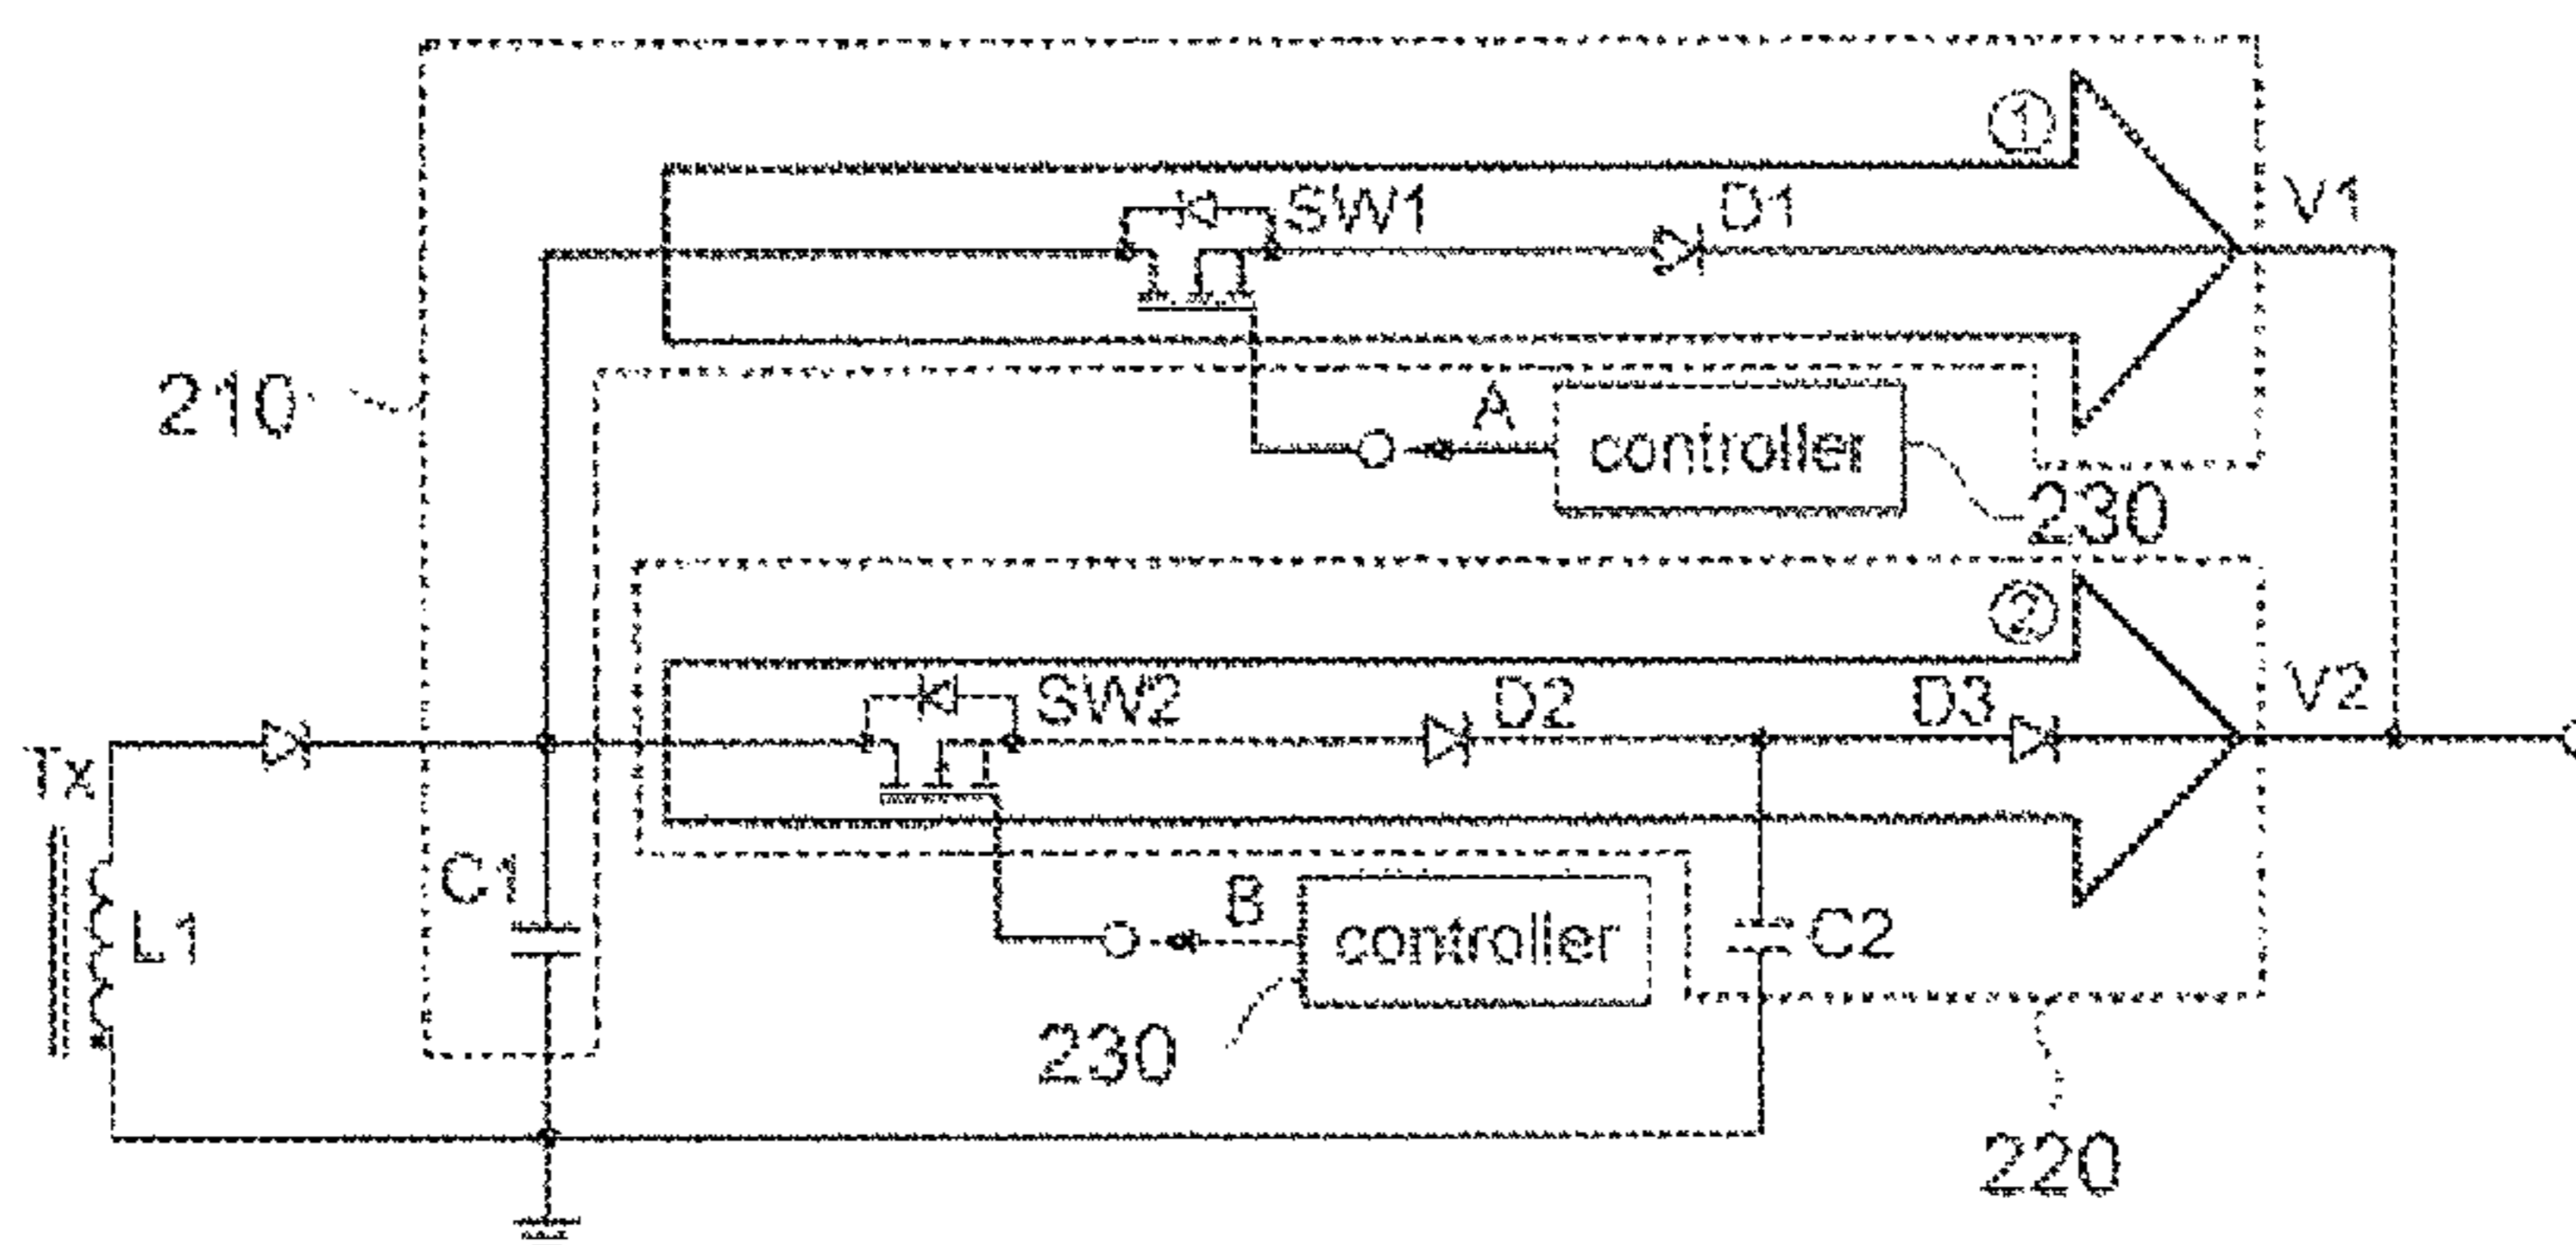 ①
SW1
D1
V1
210
A
controller
230
②
SW2
D2
D3
V2
Tx
C1
L1
B
controller
C2
230
220